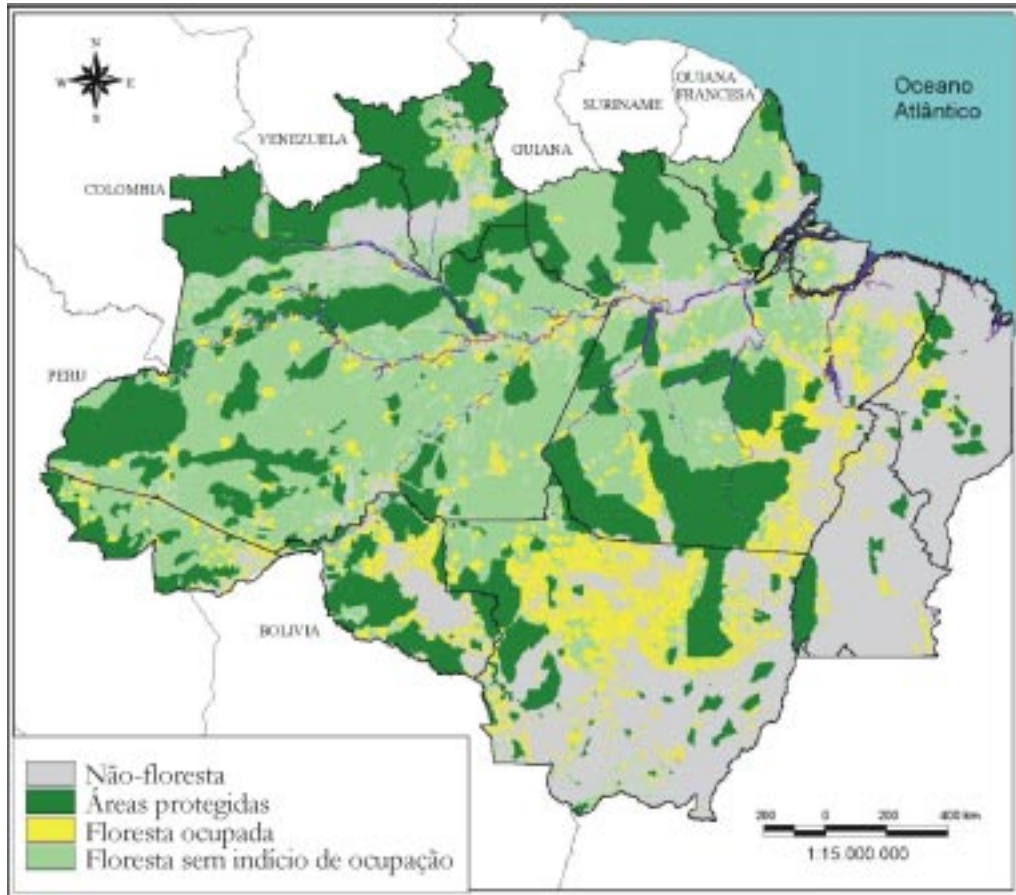 N
W E
S
Oceano
Atlântico
GUIANA
FRANCESA
SURINAME
GUIANA
VENEZUELA
COLOMBIA
PERU
BOLIVIA
Não-floresta
Áreas protegidas
Floresta ocupada
Floresta sem indício de ocupação
200 0 200 400 km
1:15.000.000